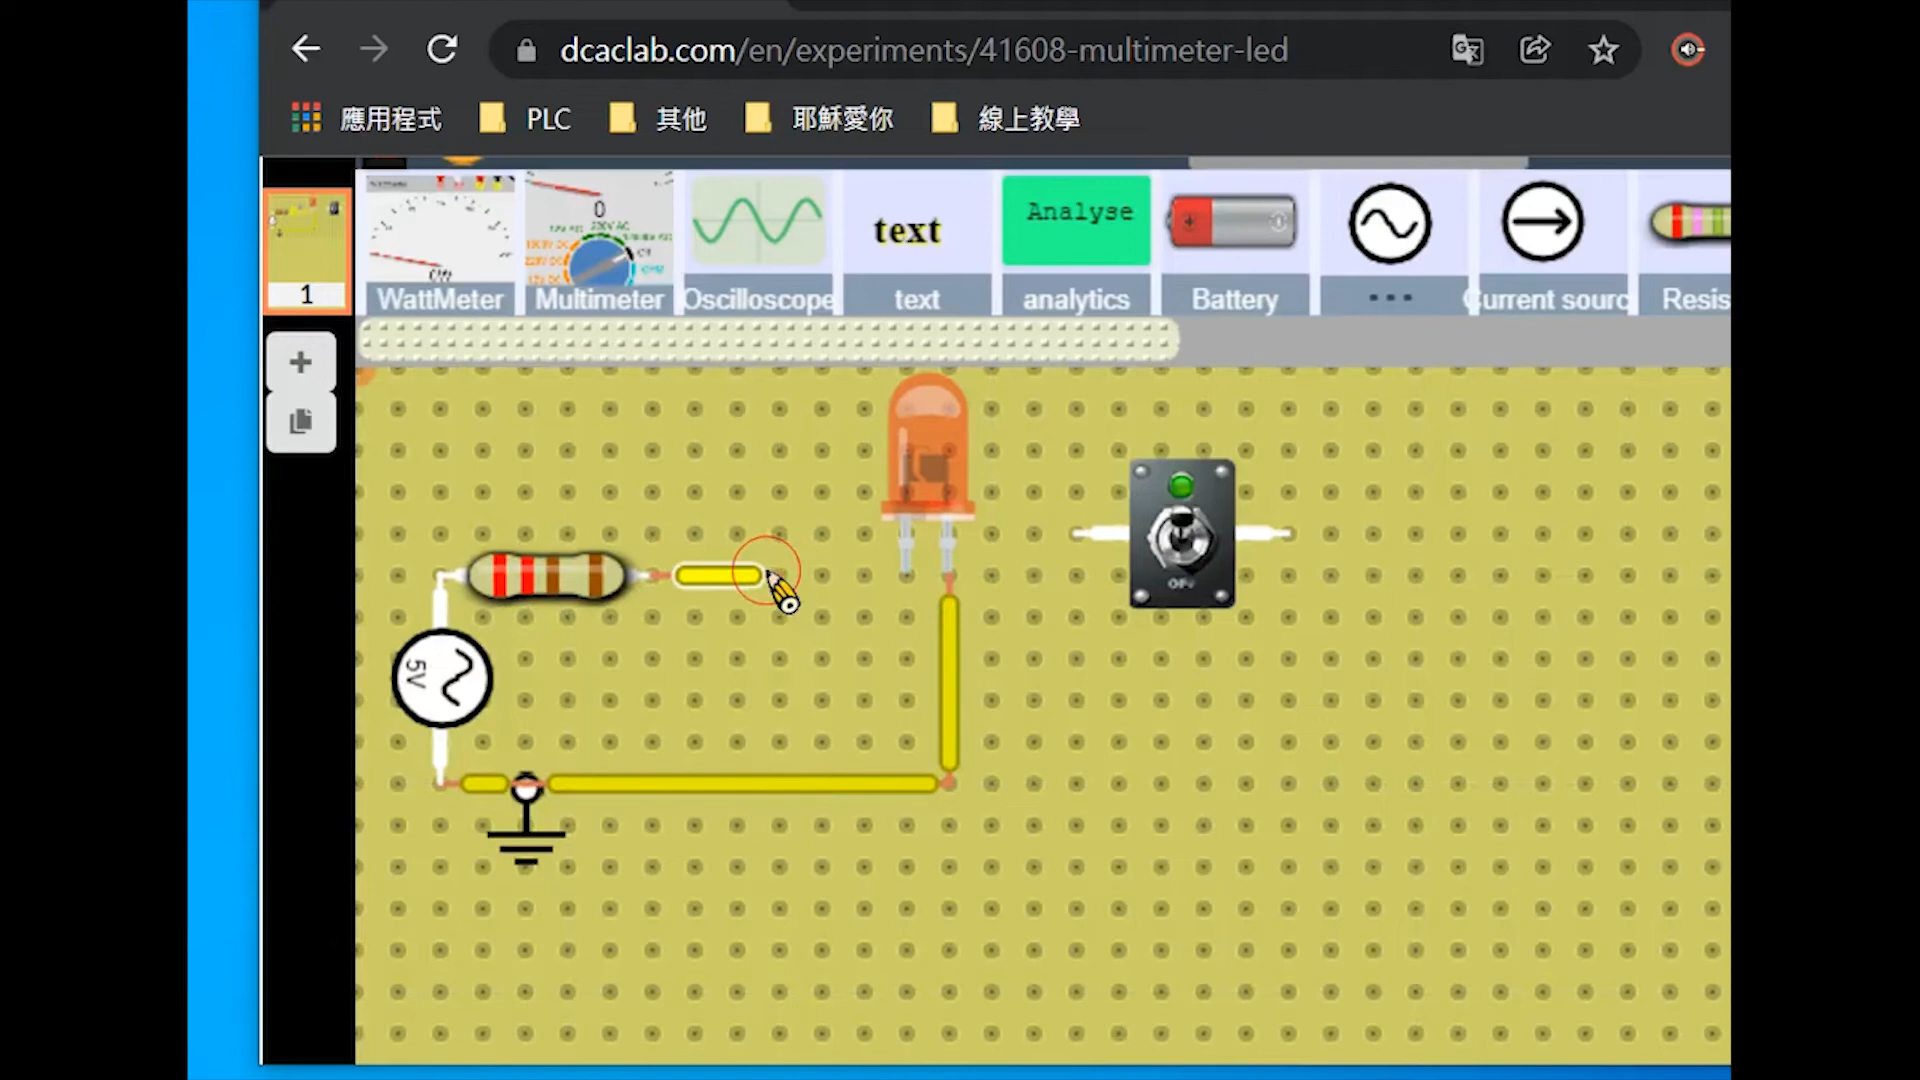 dcaclab.com/en/experiments/41608-multimeter-led
應用程式 PLC 其他 耶穌愛你 線上教學
0
text
Analyse
1
WattMeter Multimeter Oscilloscope text analytics Battery ... Current sourc Resis
OFF
5V